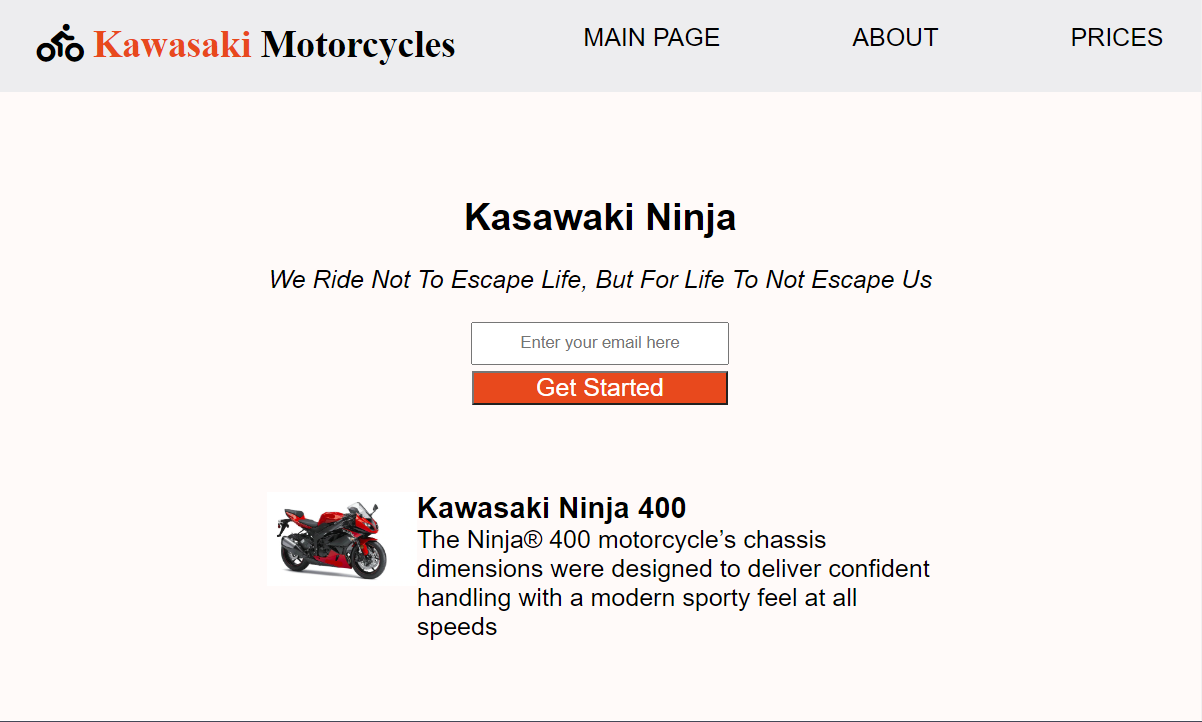 Kawasaki Motorcycles
MAIN PAGE
ABOUT
PRICES
Kasawaki Ninja
We Ride Not To Escape Life, But For Life To Not Escape Us
Enter your email here
Get Started
Kawasaki Ninja 400
The Ninja® 400 motorcycle’s chassis
dimensions were designed to deliver confident
handling with a modern sporty feel at all
speeds